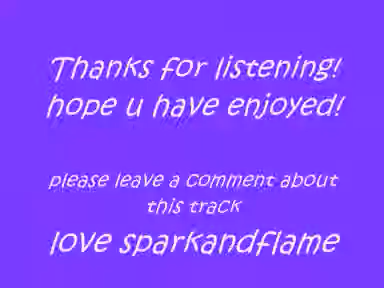 Thanks for listening!
hope u have enjoyed!
please leave a comment about
this track
love sparkandflame